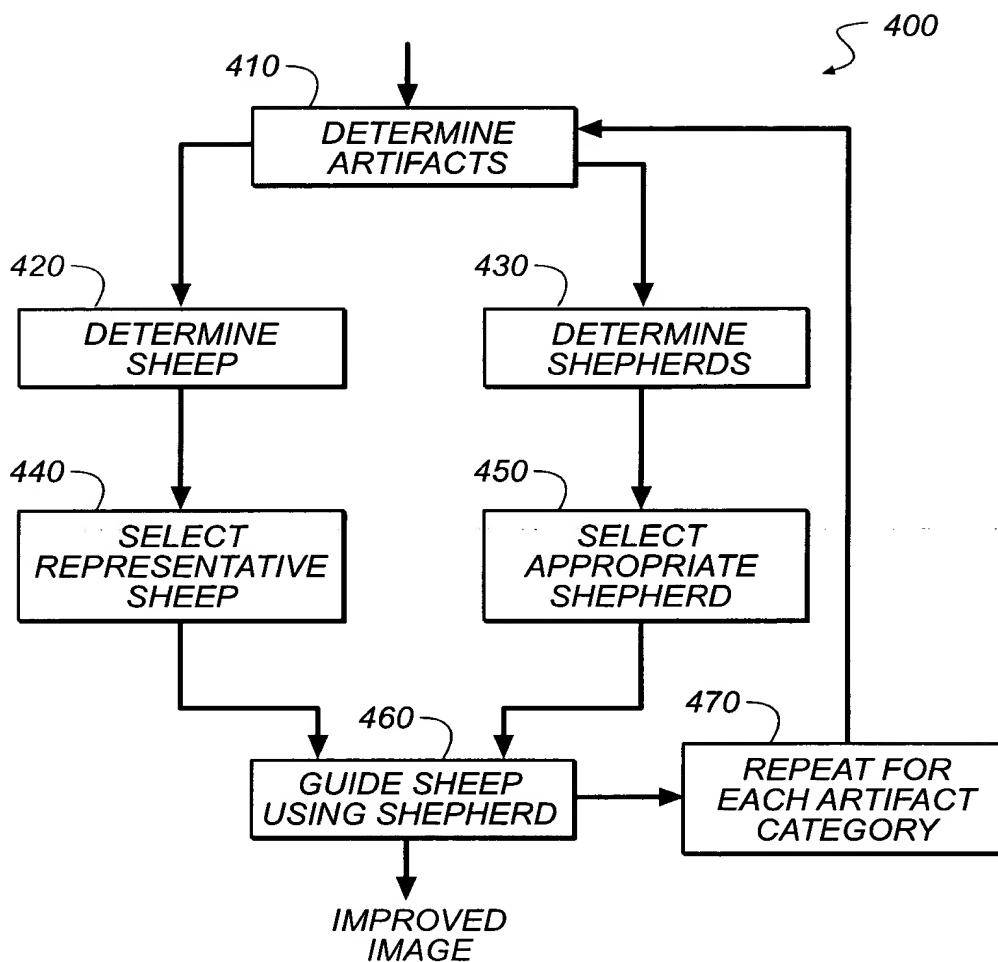 400
410
DETERMINE
ARTIFACTS
420
DETERMINE
SHEEP
430
DETERMINE
SHEPHERDS
440
SELECT
REPRESENTATIVE
SHEEP
450
SELECT
APPROPRIATE
SHEPHERD
460
GUIDE SHEEP
USING SHEPHERD
470
REPEAT FOR
EACH ARTIFACT
CATEGORY
IMPROVED
IMAGE